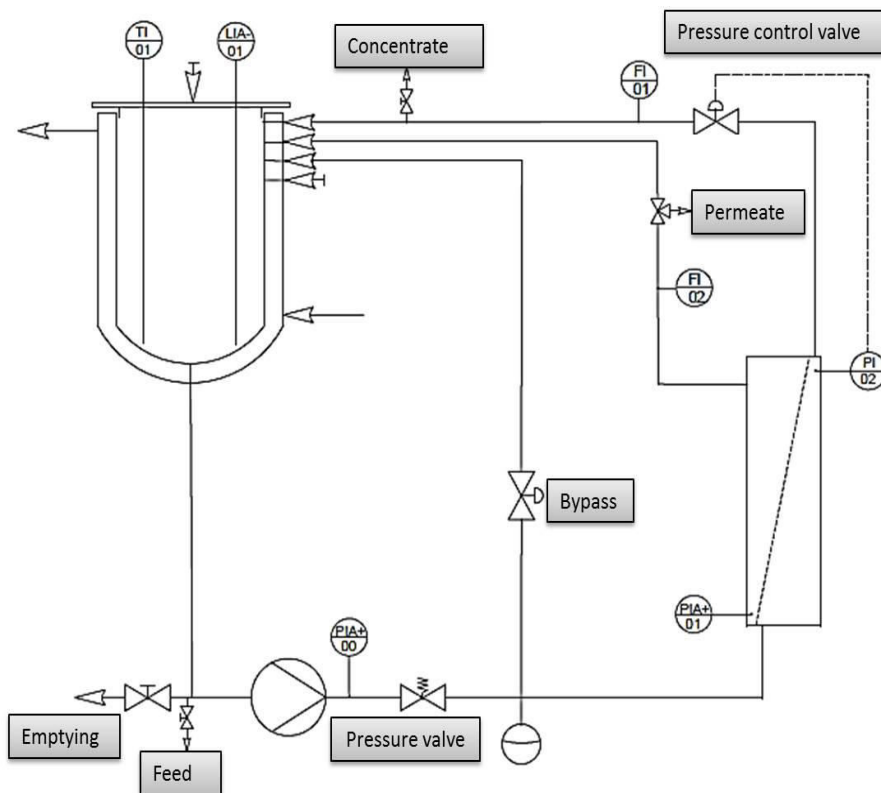 TI
01
LIA-
01
Concentrate
Pressure control valve
FI
01
Permeate
FI
02
PI
02
Bypass
PIA+
01
PIA+
00
Emptying
Pressure valve
Feed